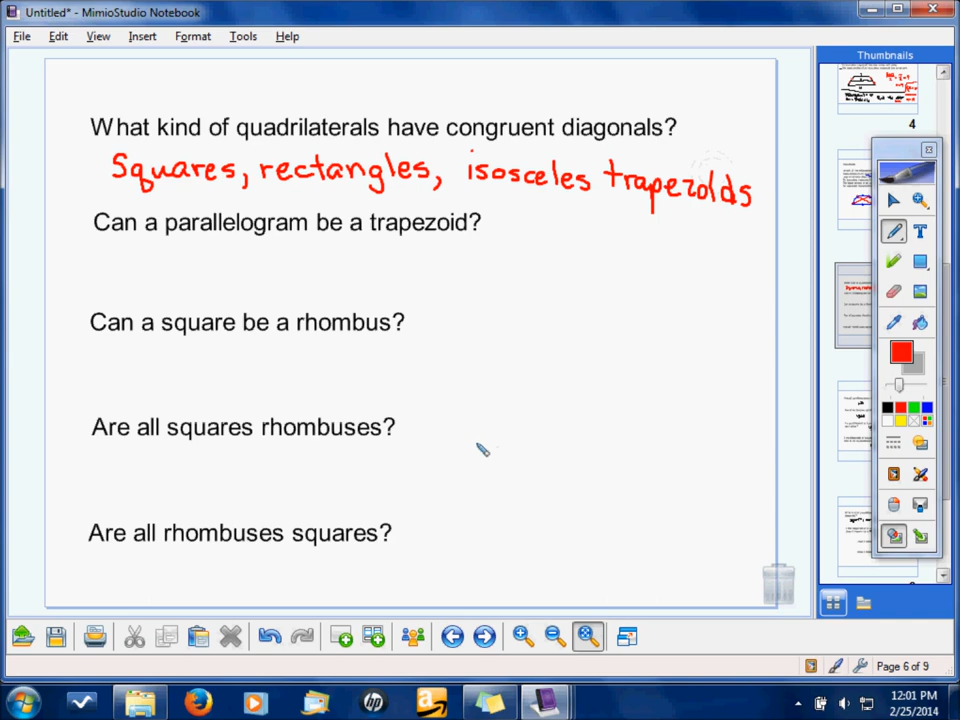 Untitled* - MimioStudio Notebook
File Edit View Insert Format Tools Help
Thumbnails
What kind of quadrilaterals have congruent diagonals?
Squares, rectangles, isosceles trapezoids
Can a parallelogram be a trapezoid?
Can a square be a rhombus?
Are all squares rhombuses?
Are all rhombuses squares?
4
T
Page 6 of 9
hp
a
12:01 PM
2/25/2014